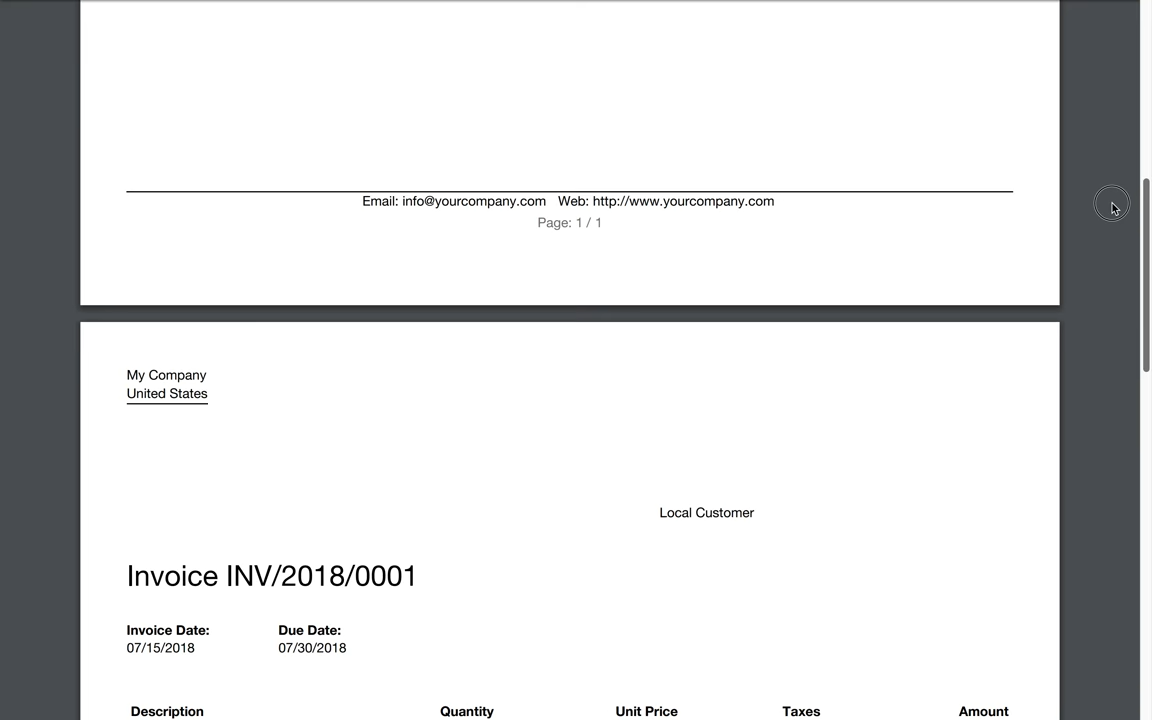 Email: info@yourcompany.com Web: http://www.yourcompany.com
Page: 1 / 1
My Company
United States
Local Customer
Invoice INV/2018/0001
Invoice Date: Due Date:
07/15/2018 07/30/2018
Description Quantity Unit Price Taxes Amount